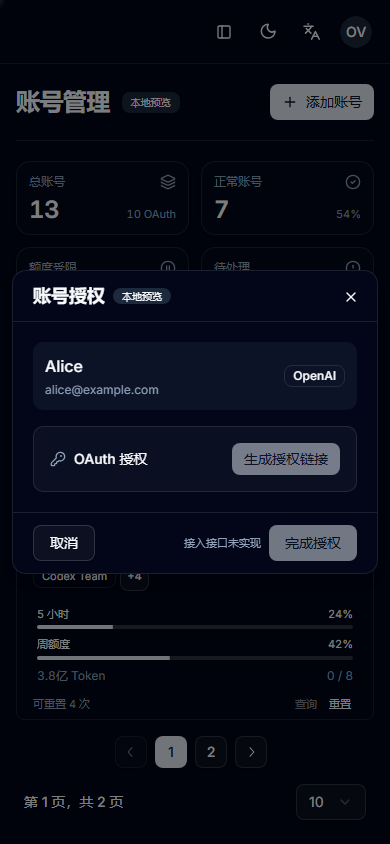 OV
账号管理 本地预览
+ 添加账号
总账号
13
10 OAuth
正常账号
7
54%
额度受限
待处理
账号授权 本地预览
Alice
alice@example.com
OpenAI
OAuth 授权
生成授权链接
取消
接入接口未实现
完成授权
Codex Team
+4
5 小时 24%
周额度 42%
3.8亿 Token 0 / 8
可重置 4 次 查询 重置
1 2
第 1 页，共 2 页
10